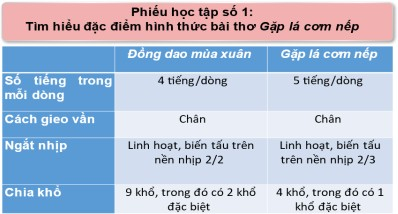 Phiếu học tập số 1:
Tìm hiểu đặc điểm hình thức bài thơ Gặp lá cơm nếp
Đồng dao mùa xuân	Gặp lá cơm nếp
Số tiếng trong mỗi dòng	4 tiếng/dòng	5 tiếng/dòng
Cách gieo vần	Chân	Chân
Ngắt nhịp	Linh hoạt, biến tấu trên nền nhịp 2/2	Linh hoạt, biến tấu trên nền nhịp 2/3
Chia khổ	9 khổ, trong đó có 2 khổ đặc biệt	4 khổ, trong đó có 1 khổ đặc biệt